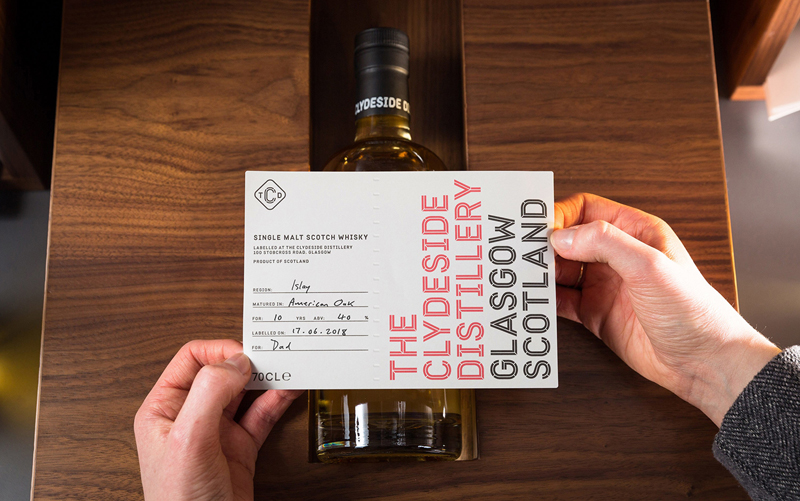 CLYDESIDE
T C D
SINGLE MALT SCOTCH WHISKY
LABELLED AT THE CLYDESIDE DISTILLERY
100 STOBCROSS ROAD, GLASGOW
PRODUCT OF SCOTLAND
REGION: Islay
MATURED IN: American Oak
FOR: 10 YRS ABV: 40 %
LABELLED ON: 17.06.2018
FOR: Dad
70CL℮
THE
CLYDESIDE
DISTILLERY
GLASGOW
SCOTLAND